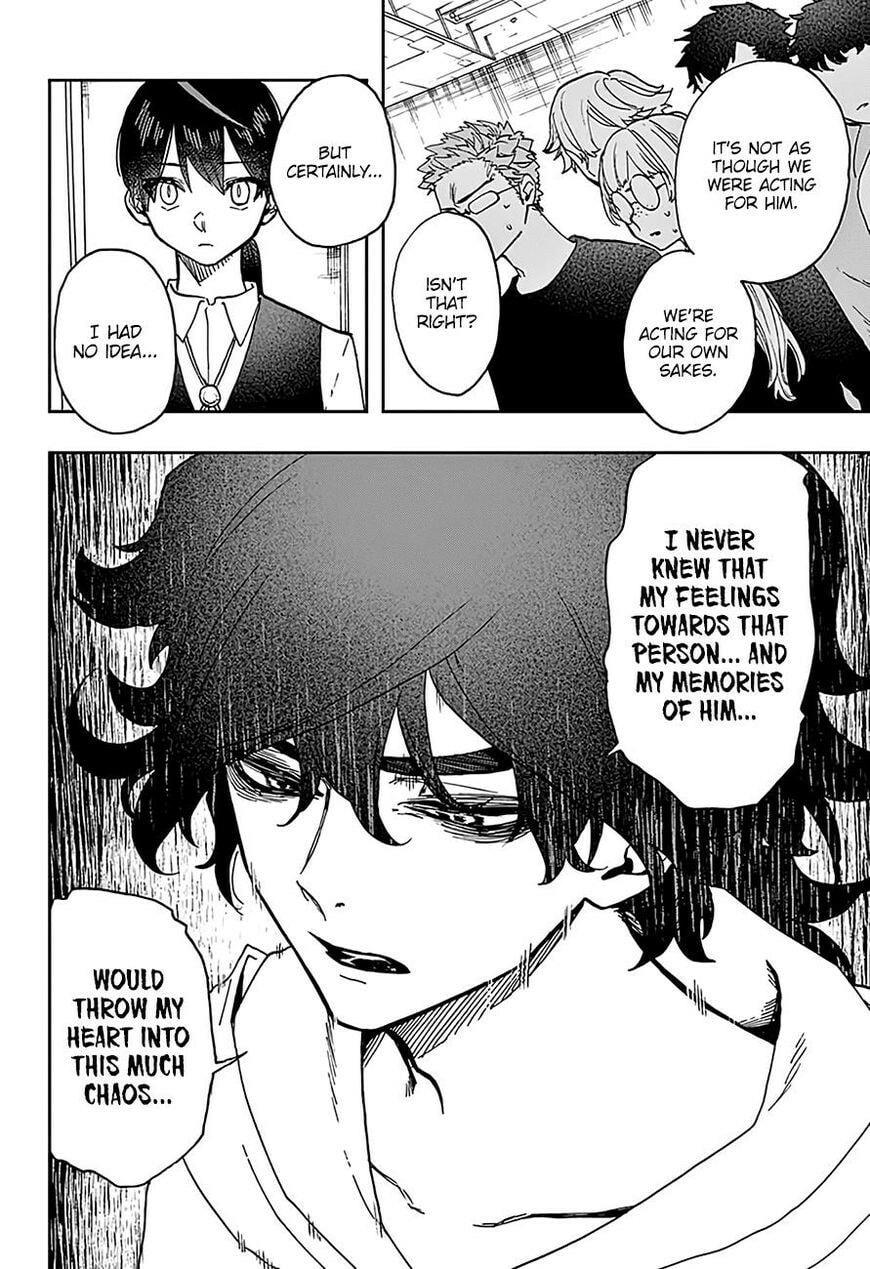 IT'S NOT AS
THOUGH WE
WERE ACTING
FOR HIM.
WE'RE
ACTING FOR
OUR OWN
SAKES.
ISN'T
THAT
RIGHT?
BUT
CERTAINLY...
I HAD
NO IDEA...
I NEVER
KNEW THAT
MY FEELINGS
TOWARDS THAT
PERSON... AND
MY MEMORIES
OF HIM...
WOULD
THROW MY
HEART INTO
THIS MUCH
CHAOS...